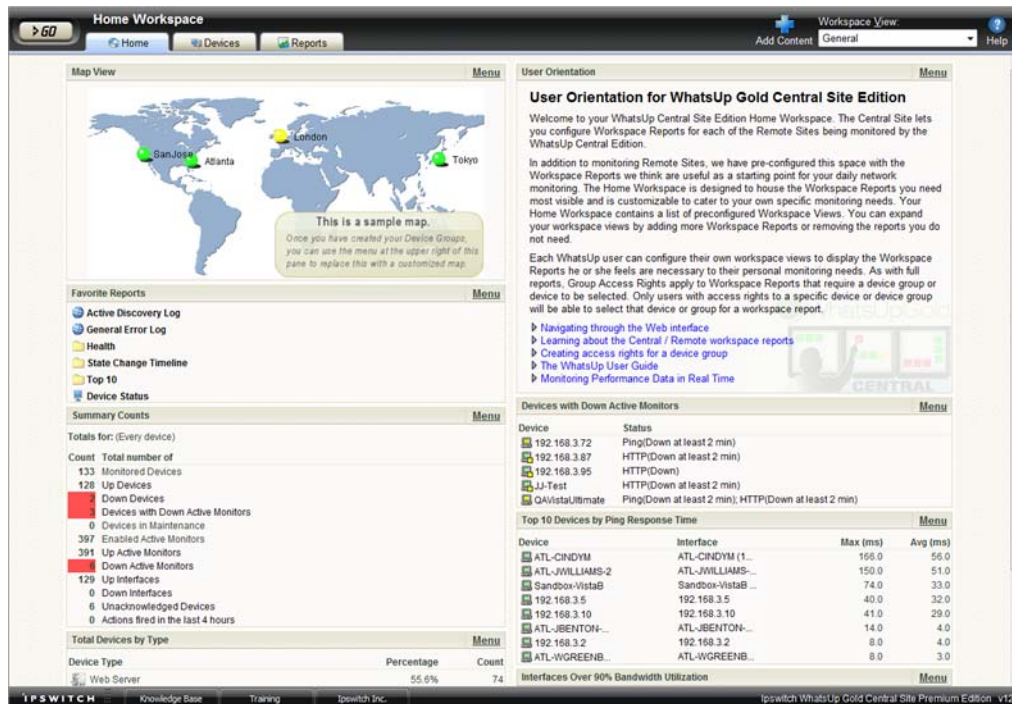 GO
Home Workspace
Home
Devices
Reports
Add Content
Workspace View:
General
Help
Map View
Menu
SanJose
Atlanta
London
Tokyo
This is a sample map.
Once you have created your Device Groups,
you can use the menu at the upper right of this
pane to replace this with a customized map.
Favorite Reports
Menu
Active Discovery Log
General Error Log
Health
State Change Timeline
Top 10
Device Status
Summary Counts
Menu
Totals for: (Every device)
Count Total number of
133 Monitored Devices
128 Up Devices
2 Down Devices
3 Devices with Down Active Monitors
0 Devices in Maintenance
397 Enabled Active Monitors
391 Up Active Monitors
6 Down Active Monitors
129 Up Interfaces
0 Down Interfaces
6 Unacknowledged Devices
0 Actions fired in the last 4 hours
Total Devices by Type
Menu
Device Type Percentage Count
Web Server 55.6% 74
User Orientation
Menu
User Orientation for WhatsUp Gold Central Site Edition
Welcome to your WhatsUp Central Site Edition Home Workspace. The Central Site lets
you configure Workspace Reports for each of the Remote Sites being monitored by the
WhatsUp Central Edition.
In addition to monitoring Remote Sites, we have pre-configured this space with the
Workspace Reports we think are useful as a starting point for your daily network
monitoring. The Home Workspace is designed to house the Workspace Reports you need
most visible and is customizable to cater to your own specific monitoring needs. Your
Home Workspace contains a list of preconfigured Workspace Views. You can expand
your workspace views by adding more Workspace Reports or removing the reports you do
not need.
Each WhatsUp user can configure their own workspace views to display the Workspace
Reports he or she feels are necessary to their personal monitoring needs. As with full
reports, Group Access Rights apply to Workspace Reports that require a device group or
device to be selected. Only users with access rights to a specific device or device group
will be able to select that device or group for a workspace report.
Navigating through the Web interface
Learning about the Central / Remote workspace reports
Creating access rights for a device group
The WhatsUp User Guide
Monitoring Performance Data in Real Time
CENTRAL
Devices with Down Active Monitors
Menu
Device Status
192.168.3.72 Ping(Down at least 2 min)
192.168.3.87 HTTP(Down at least 2 min)
192.168.3.95 HTTP(Down)
JJ-Test HTTP(Down at least 2 min)
QAVistaUltimate Ping(Down at least 2 min); HTTP(Down at least 2 min)
Top 10 Devices by Ping Response Time
Menu
Device Interface Max (ms) Avg (ms)
ATL-CINDYM ATL-CINDYM (1... 166.0 56.0
ATL-JWILLIAMS-2 ATL-JWILLIAMS-... 150.0 51.0
Sandbox-VistaB Sandbox-VistaB ... 74.0 33.0
192.168.3.5 192.168.3.5 40.0 32.0
192.168.3.10 192.168.3.10 41.0 29.0
ATL-JBENTON-... ATL-JBENTON-... 14.0 4.0
192.168.3.2 192.168.3.2 8.0 4.0
ATL-WGREENB... ATL-WGREENB... 8.0 3.0
Interfaces Over 90% Bandwidth Utilization
Menu
IPSWITCH
Knowledge Base
Training
Ipswitch Inc.
Ipswitch WhatsUp Gold Central Site Premium Edition v12